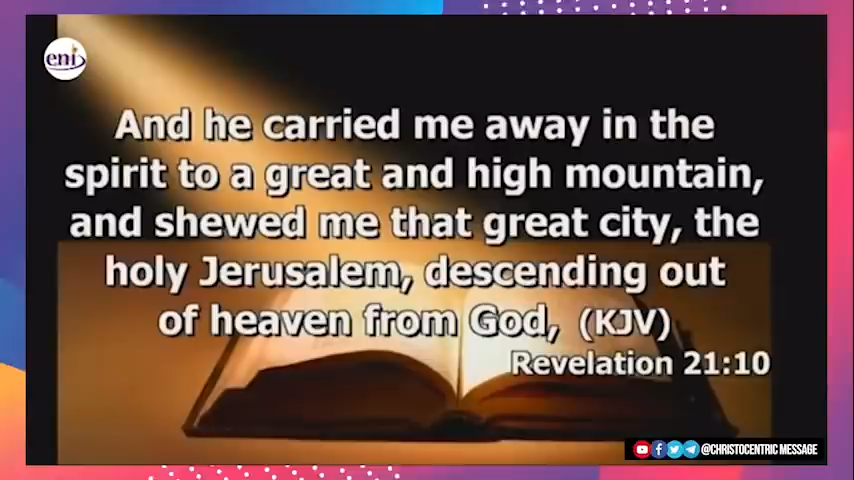 eni
And he carried me away in the
spirit to a great and high mountain,
and shewed me that great city, the
holy Jerusalem, descending out
of heaven from God, (KJV)
Revelation 21:10
@CHRISTOCENTRIC MESSAGE